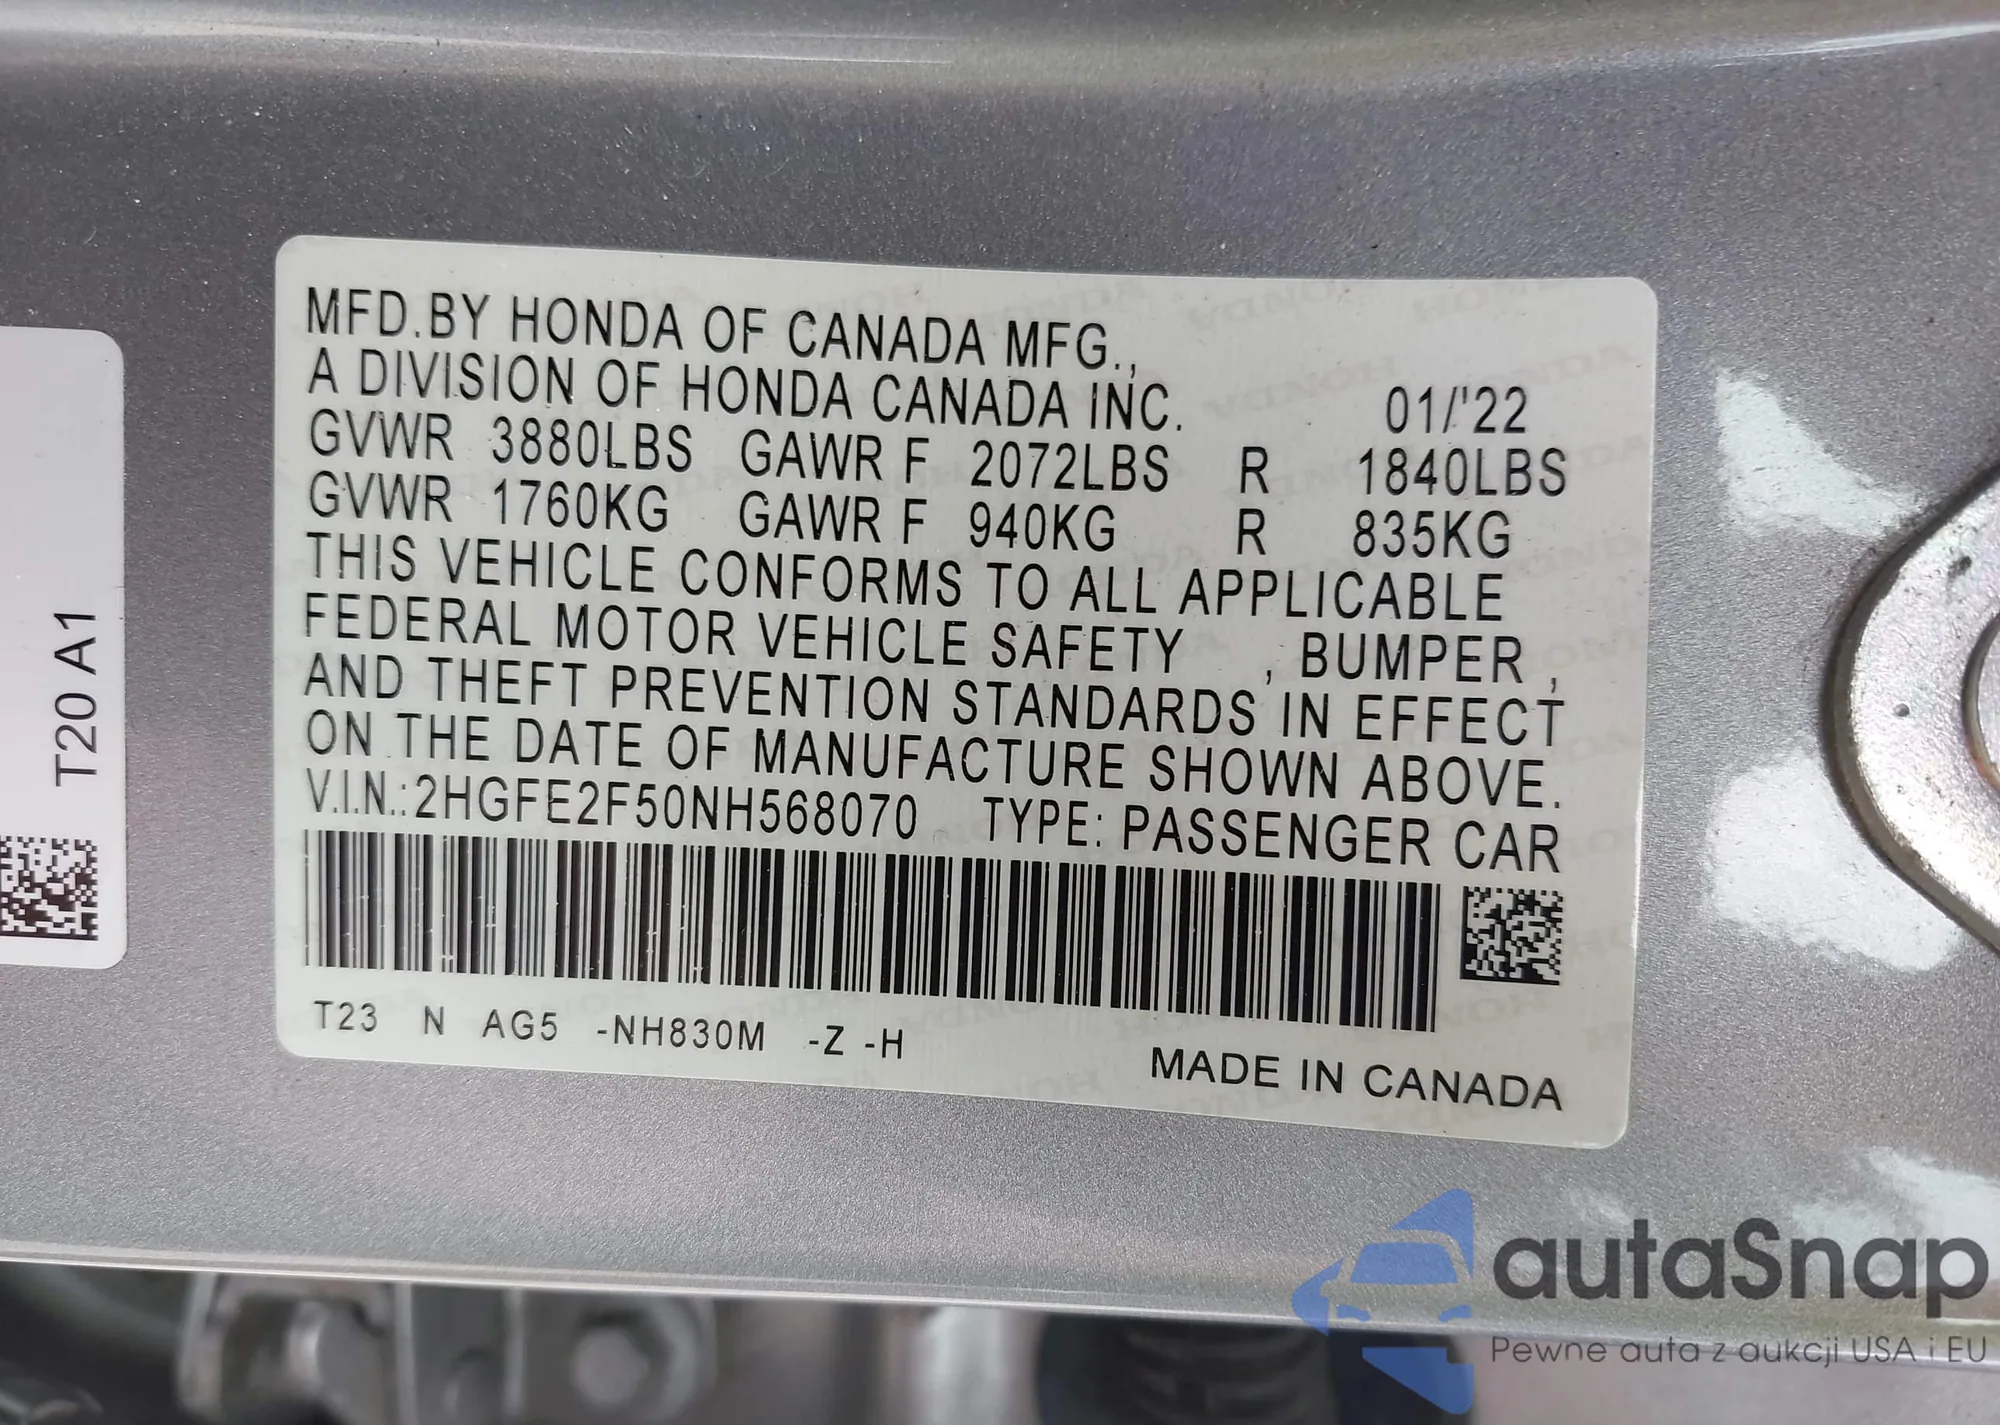 MFD.BY HONDA OF CANADA MFG.,
A DIVISION OF HONDA CANADA INC. 01/'22
GVWR 3880LBS GAWR F 2072LBS R 1840LBS
GVWR 1760KG GAWR F 940KG R 835KG
THIS VEHICLE CONFORMS TO ALL APPLICABLE
FEDERAL MOTOR VEHICLE SAFETY , BUMPER ,
AND THEFT PREVENTION STANDARDS IN EFFECT
ON THE DATE OF MANUFACTURE SHOWN ABOVE.
V.I.N.:2HGFE2F50NH568070 TYPE: PASSENGER CAR
T23 N AG5 -NH830M -Z -H
MADE IN CANADA
T20 A1
autaSnap
Pewne auta z aukcji USA i EU